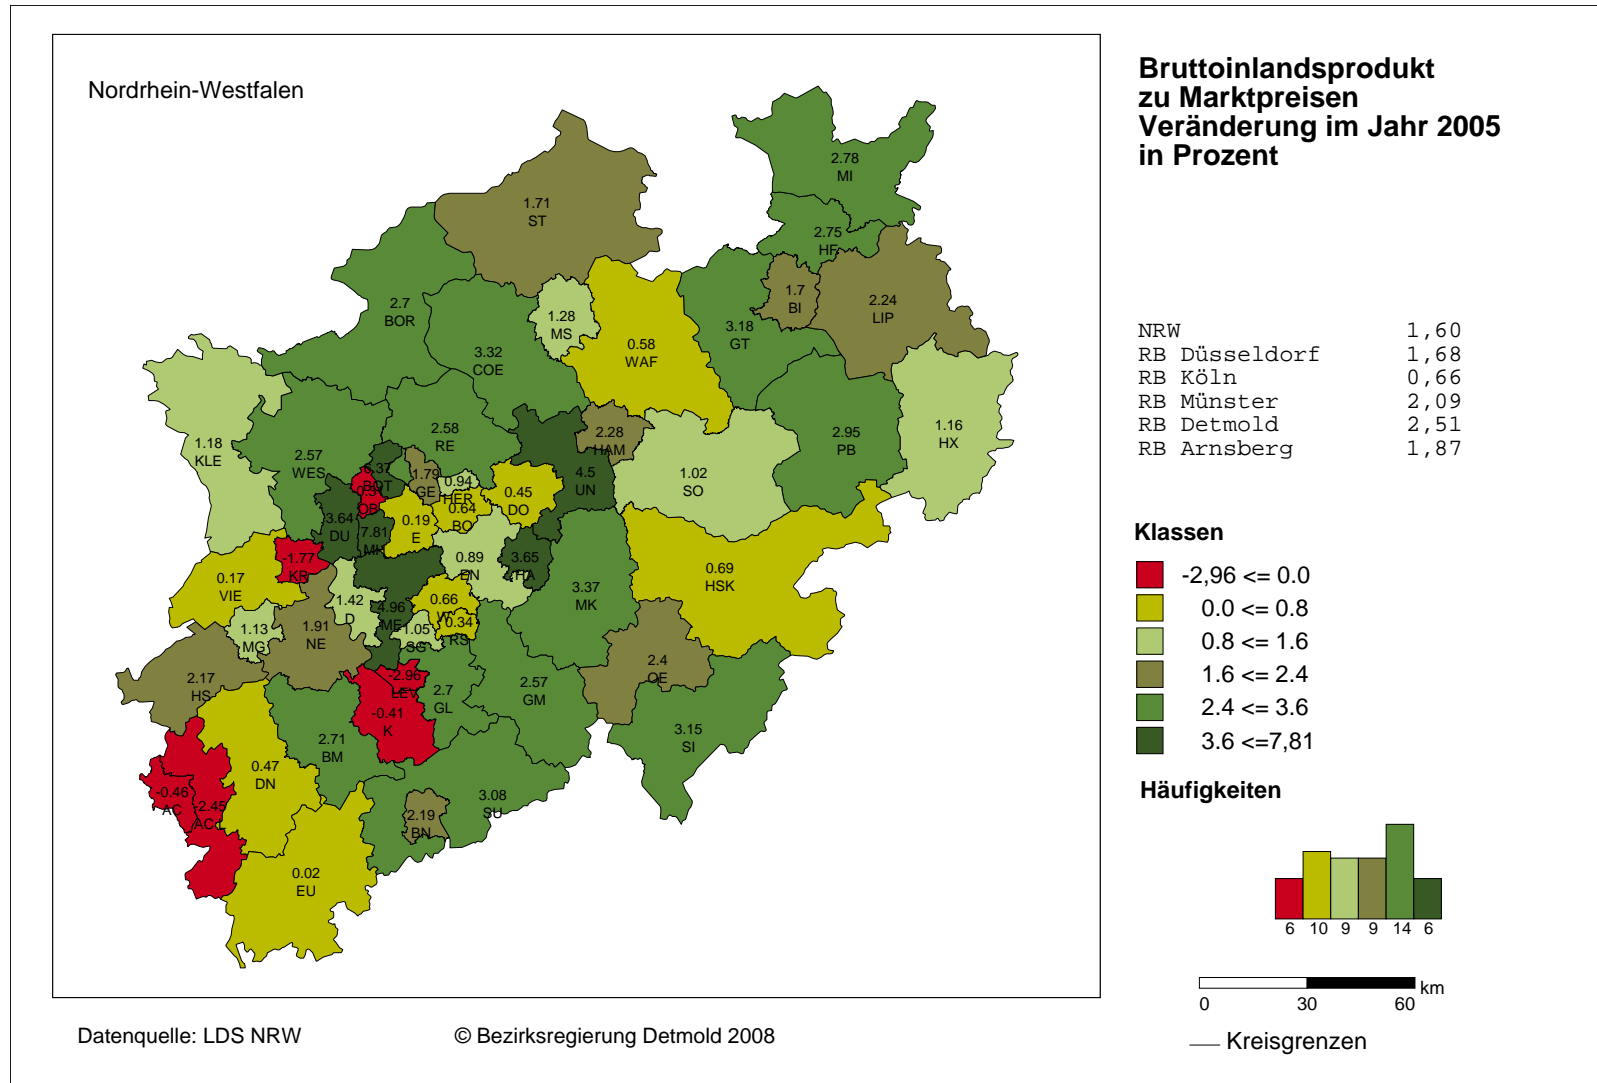 Nordrhein-Westfalen
Bruttoinlandsprodukt
zu Marktpreisen
Veränderung im Jahr 2005
in Prozent
2.78
MI
1.71
ST
2.75
HF
1.7
BI
2.24
LIP
2.7
BOR
1.28
MS
3.18
GT
3.32
COE
0.58
WAF
1.18
KLE
2.58
RE
2.28
HAM
2.95
PB
1.16
HX
2.57
WES
6.37
BOT
1.79
GE
0.94
HER
0.45
DO
4.5
UN
1.02
SO
OB
3.64
DU
7.81
MH
0.19
E
0.64
BO
-1.77
KR
0.89
EN
3.65
HA
0.17
VIE
1.42
D
4.96
ME
0.66
W
0.34
RS
3.37
MK
0.69
HSK
1.13
MG
1.91
NE
1.05
SG
2.17
HS
-2.96
LEV
2.7
GL
2.57
GM
2.4
OE
-0.41
K
2.71
BM
3.15
SI
0.47
DN
-0.46
AC
-2.45
AC
2.19
BN
3.08
SU
0.02
EU
NRW 1,60
RB Düsseldorf 1,68
RB Köln 0,66
RB Münster 2,09
RB Detmold 2,51
RB Arnsberg 1,87
Klassen
-2,96 <= 0.0
0.0 <= 0.8
0.8 <= 1.6
1.6 <= 2.4
2.4 <= 3.6
3.6 <=7,81
Häufigkeiten
6 10 9 9 14 6
km
0 30 60
Kreisgrenzen
Datenquelle: LDS NRW
© Bezirksregierung Detmold 2008